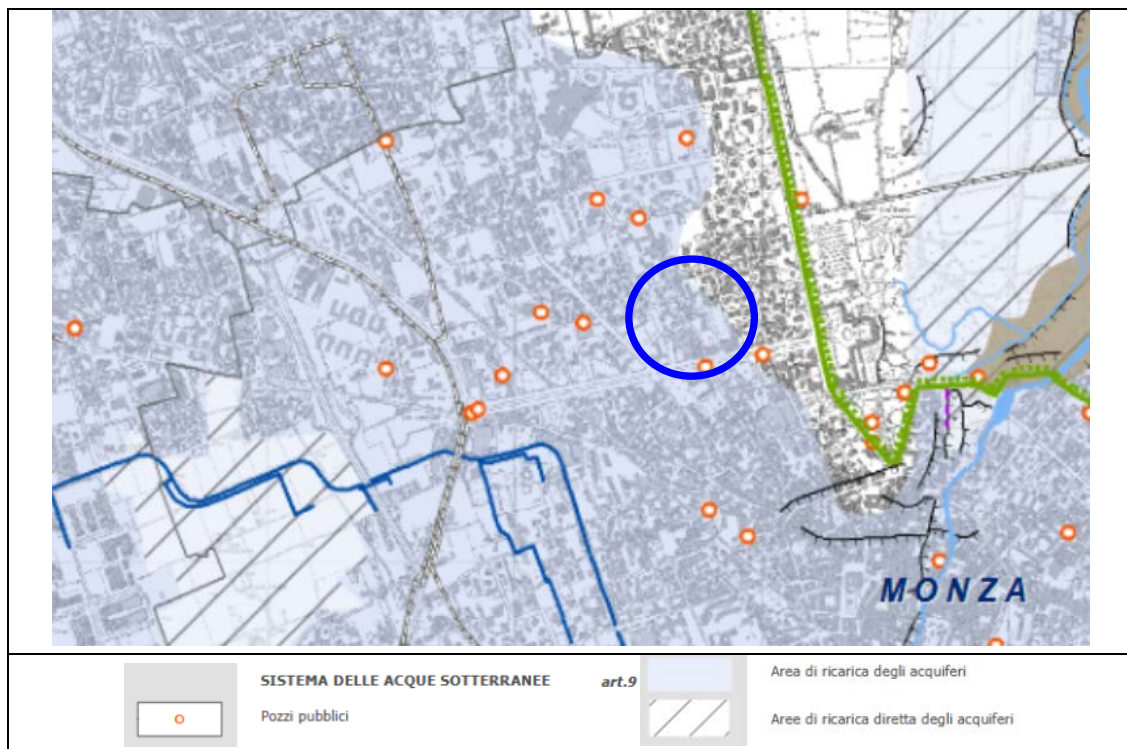 MONZA
SISTEMA DELLE ACQUE SOTTERRANEE art.9
Pozzi pubblici
Area di ricarica degli acquiferi
Aree di ricarica diretta degli acquiferi